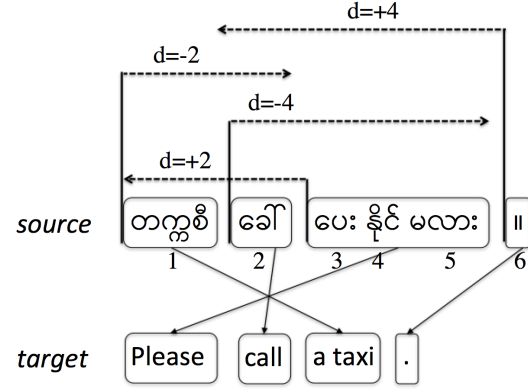 d=+4
d=-2
d=-4
d=+2
source တက္ကစီ ခေါ် ပေး နိုင် မလား ။
1 2 3 4 5 6
target Please call a taxi .